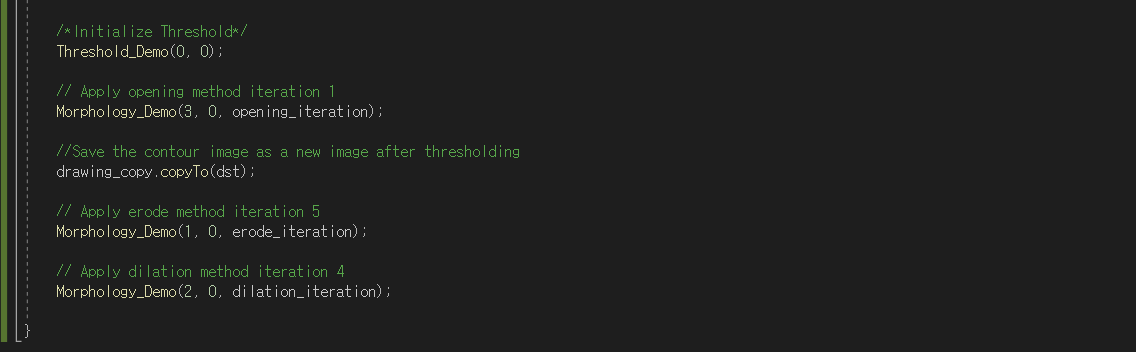 /*Initialize Threshold*/
Threshold_Demo(0, 0);
// Apply opening method iteration 1
Morphology_Demo(3, 0, opening_iteration);
//Save the contour image as a new image after thresholding
drawing_copy.copyTo(dst);
// Apply erode method iteration 5
Morphology_Demo(1, 0, erode_iteration);
// Apply dilation method iteration 4
Morphology_Demo(2, 0, dilation_iteration);
}